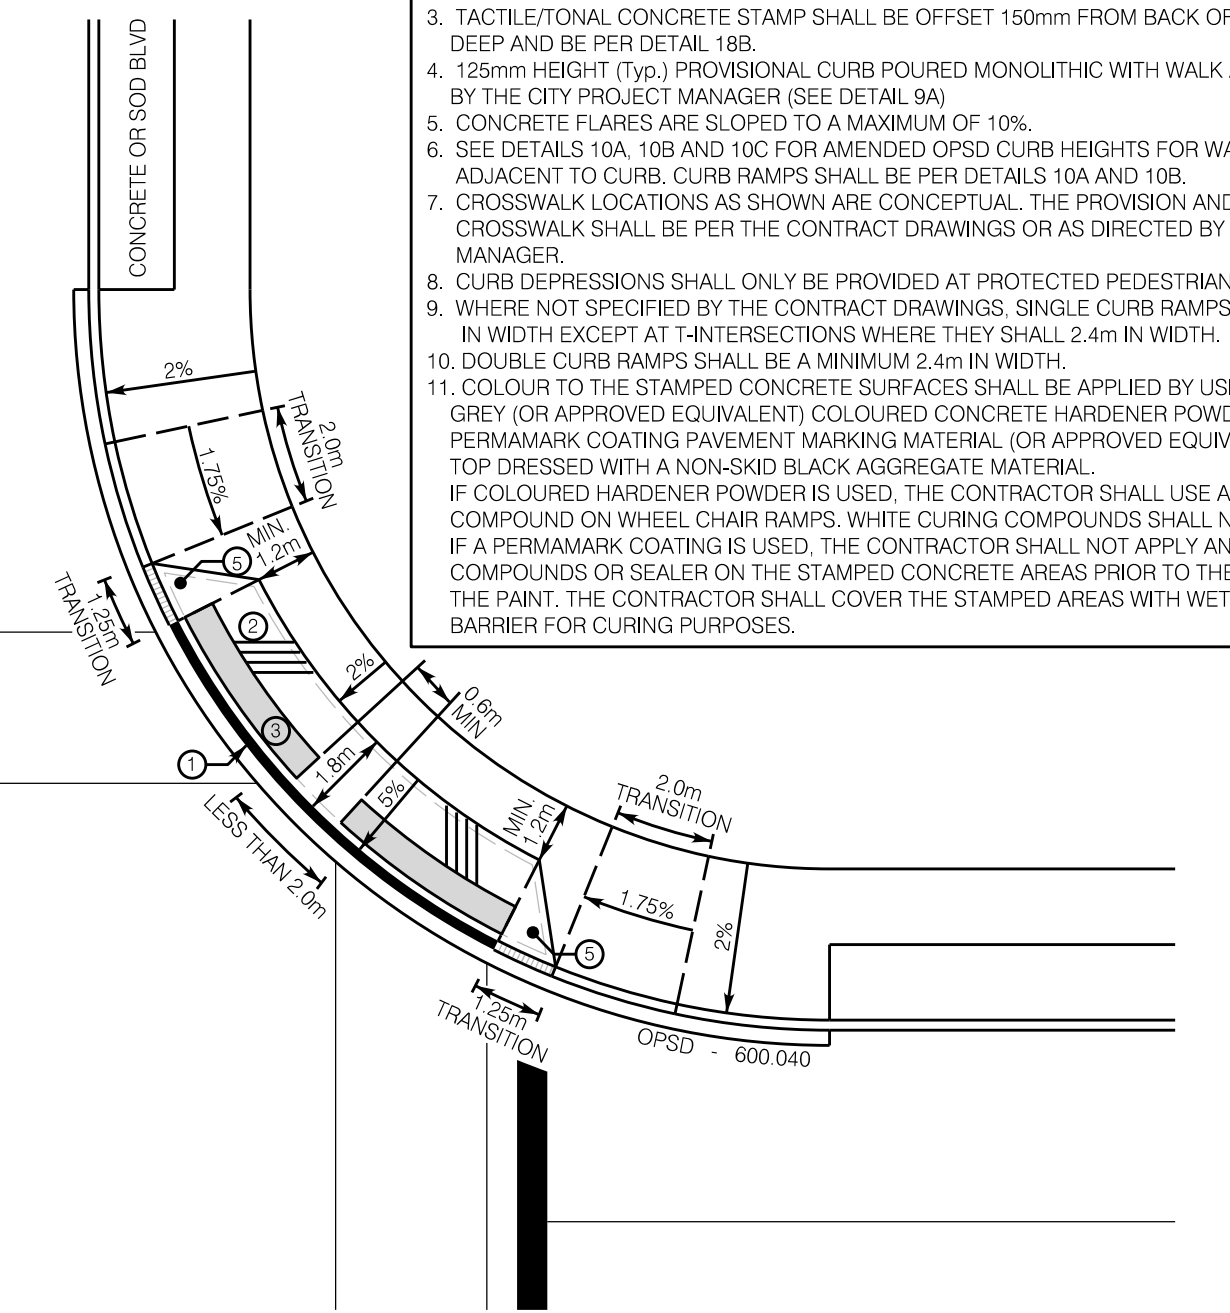 3. TACTILE/TONAL CONCRETE STAMP SHALL BE OFFSET 150mm FROM BACK OF
DEEP AND BE PER DETAIL 18B.
4. 125mm HEIGHT (Typ.) PROVISIONAL CURB POURED MONOLITHIC WITH WALK
BY THE CITY PROJECT MANAGER (SEE DETAIL 9A)
5. CONCRETE FLARES ARE SLOPED TO A MAXIMUM OF 10%.
6. SEE DETAILS 10A, 10B AND 10C FOR AMENDED OPSD CURB HEIGHTS FOR
ADJACENT TO CURB. CURB RAMPS SHALL BE PER DETAILS 10A AND 10B.
7. CROSSWALK LOCATIONS AS SHOWN ARE CONCEPTUAL. THE PROVISION AND
CROSSWALK SHALL BE PER THE CONTRACT DRAWINGS OR AS DIRECTED BY
MANAGER.
8. CURB DEPRESSIONS SHALL ONLY BE PROVIDED AT PROTECTED PEDESTRIAN
9. WHERE NOT SPECIFIED BY THE CONTRACT DRAWINGS, SINGLE CURB RAMPS
IN WIDTH EXCEPT AT T-INTERSECTIONS WHERE THEY SHALL 2.4m IN WIDTH.
10. DOUBLE CURB RAMPS SHALL BE A MINIMUM 2.4m IN WIDTH.
11. COLOUR TO THE STAMPED CONCRETE SURFACES SHALL BE APPLIED BY
GREY (OR APPROVED EQUIVALENT) COLOURED CONCRETE HARDENER
PERMAMARK COATING PAVEMENT MARKING MATERIAL (OR APPROVED
TOP DRESSED WITH A NON-SKID BLACK AGGREGATE MATERIAL.
IF COLOURED HARDENER POWDER IS USED, THE CONTRACTOR SHALL USE A
COMPOUND ON WHEEL CHAIR RAMPS. WHITE CURING COMPOUNDS SHALL
IF A PERMAMARK COATING IS USED, THE CONTRACTOR SHALL NOT APPLY
COMPOUNDS OR SEALER ON THE STAMPED CONCRETE AREAS PRIOR TO THE
THE PAINT. THE CONTRACTOR SHALL COVER THE STAMPED AREAS WITH WET
BARRIER FOR CURING PURPOSES.
CONCRETE OR SOD BLVD
2%
2.0m
TRANSITION
1.75%
MIN.
1.2m
5
1.25m
TRANSITION
2
2%
0.6m
MIN
3
1
1.8m
5%
LESS THAN 2.0m
MIN.
1.2m
2.0m
TRANSITION
1.75%
2%
5
1.25m
TRANSITION
OPSD - 600.040